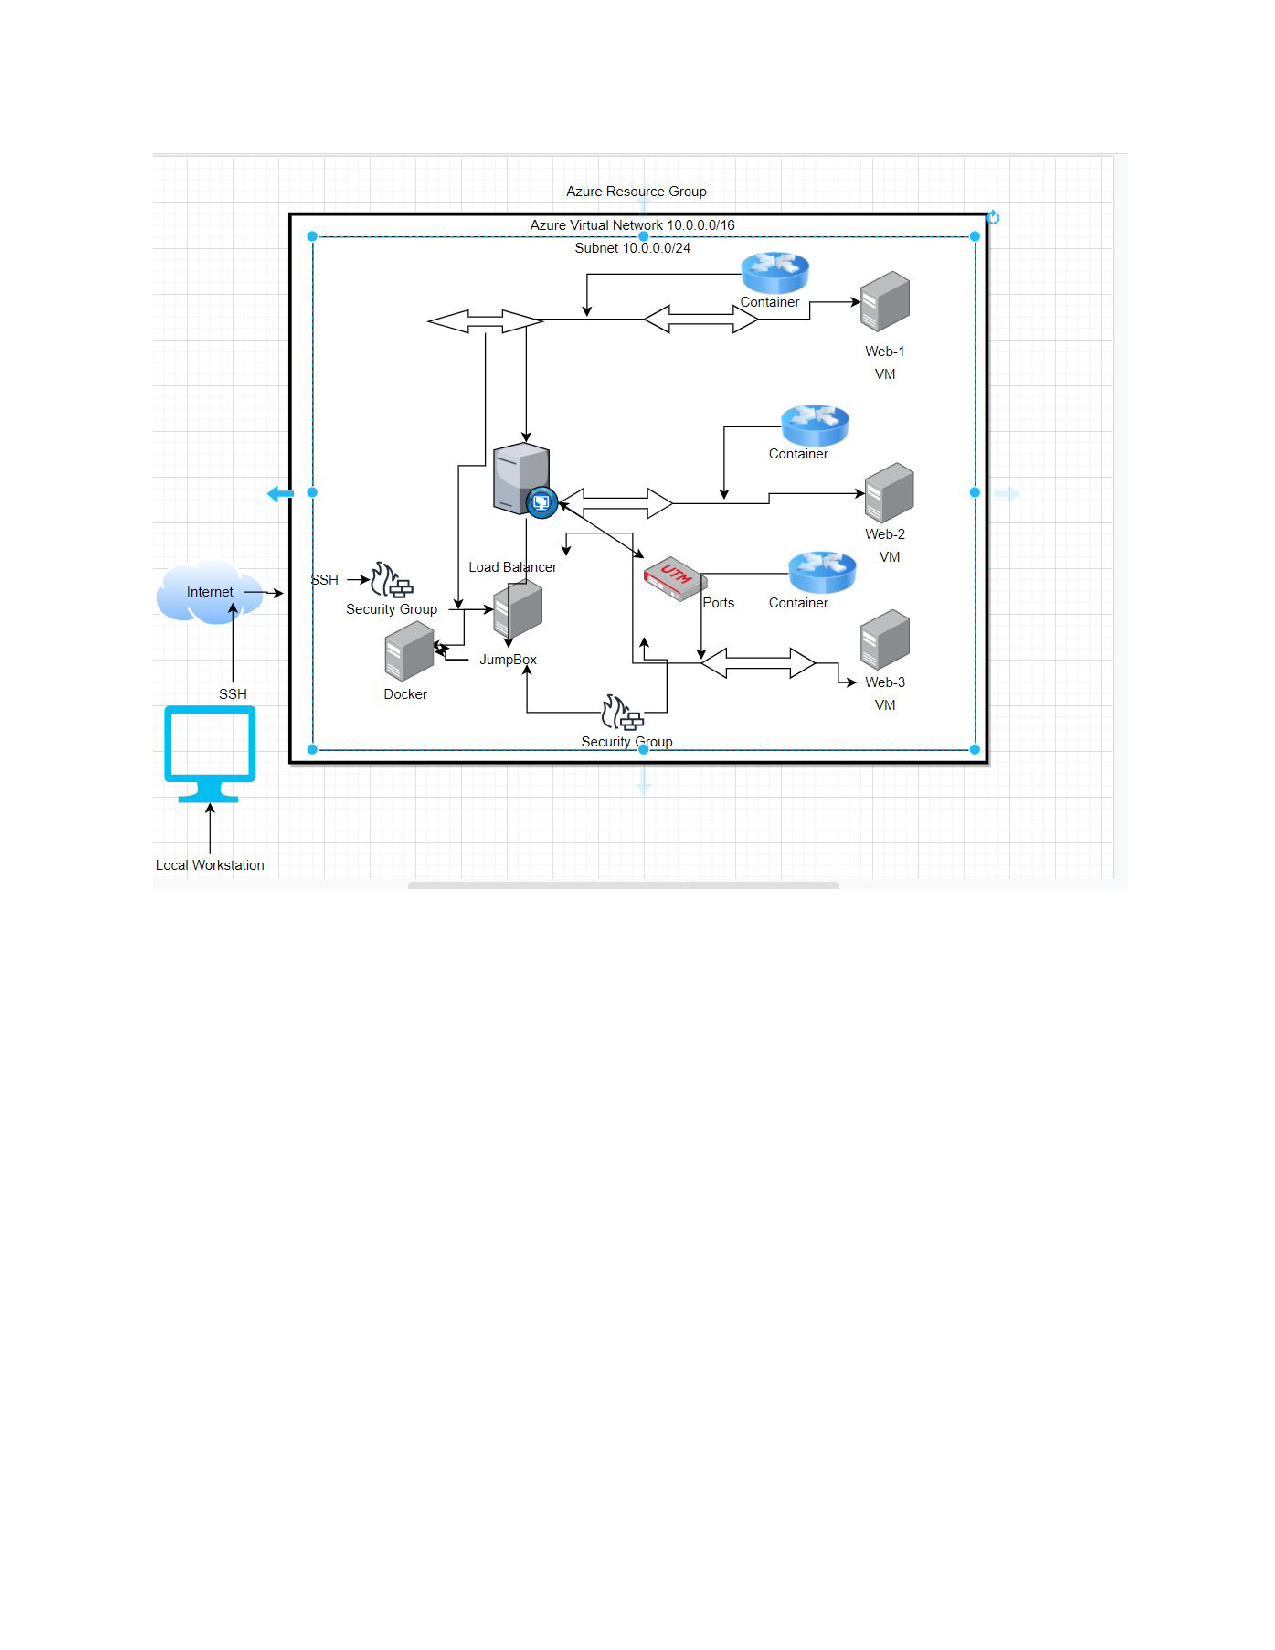 Azure Resource Group
Azure Virtual Network 10.0.0.0/16
Subnet 10.0.0.0/24
Container
Web-1
VM
Container
Web-2
VM
Load Balancer
UTM
Ports
Container
Internet
SSH
Security Group
JumpBox
Docker
Web-3
VM
SSH
Security Group
Local Workstation